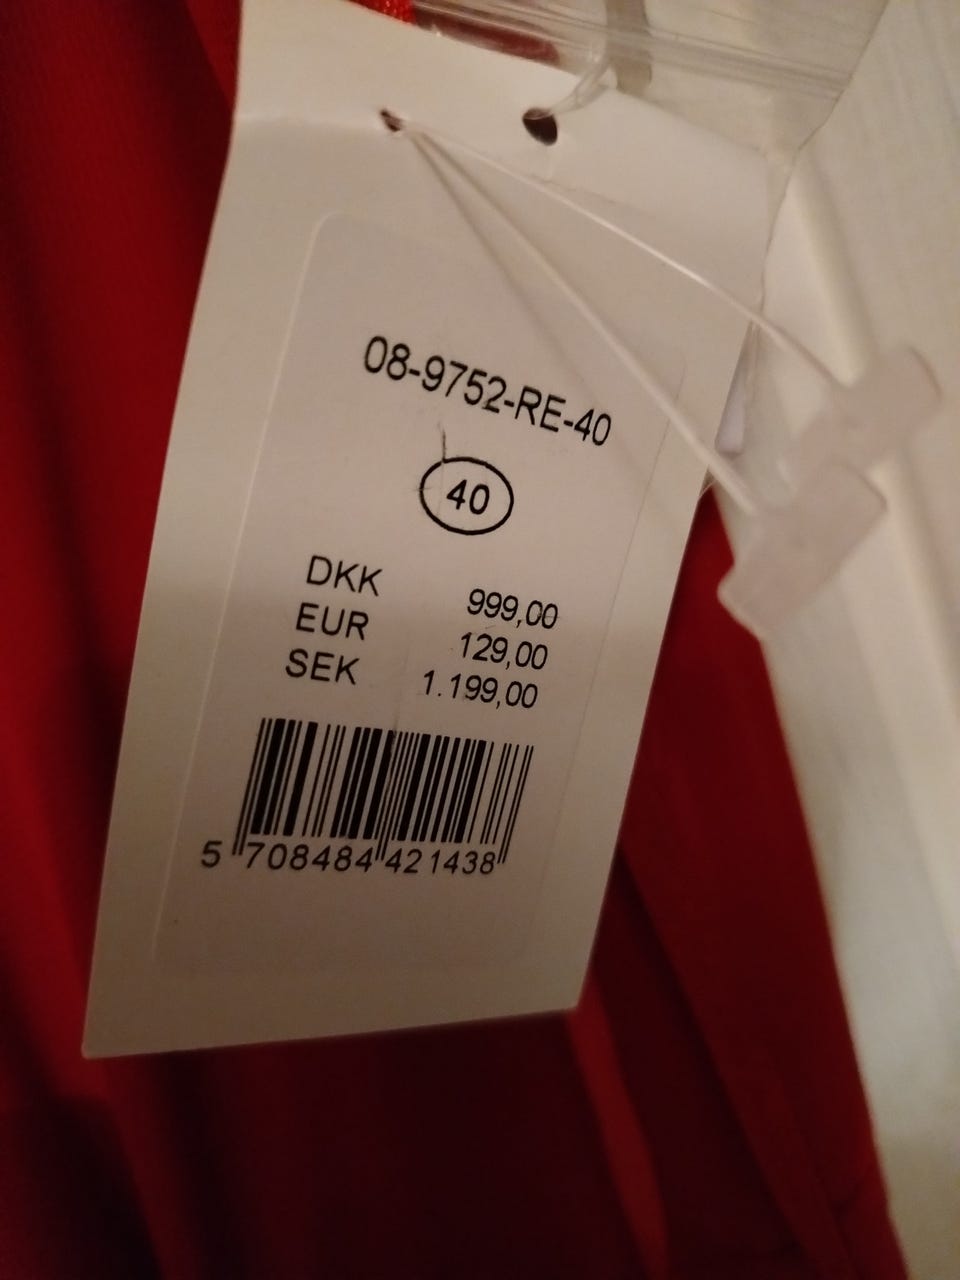 08-9752-RE-40
40
DKK 999,00
EUR 129,00
SEK 1.199,00
5 708484 421438